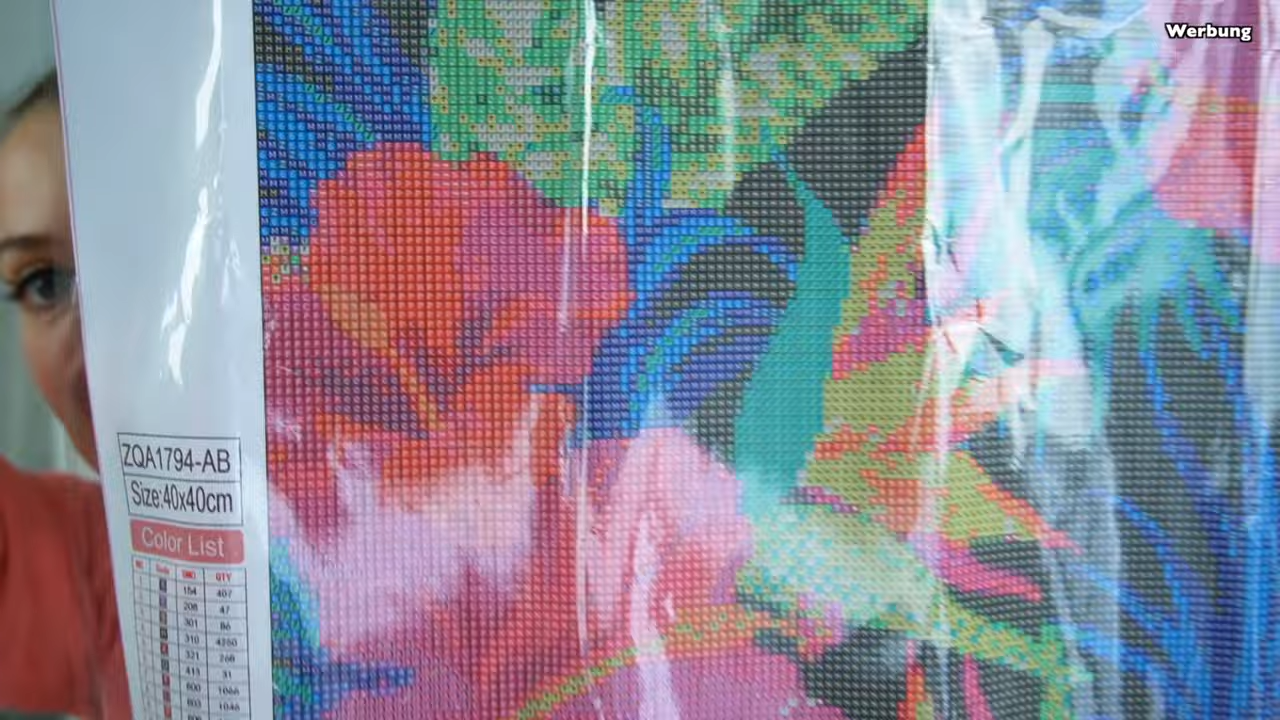 Werbung
ZQA1794-AB
Size:40x40cm
Color List
QTY
154 407
208 47
301 86
310 4250
321 268
413 31
600 1066
603 1046